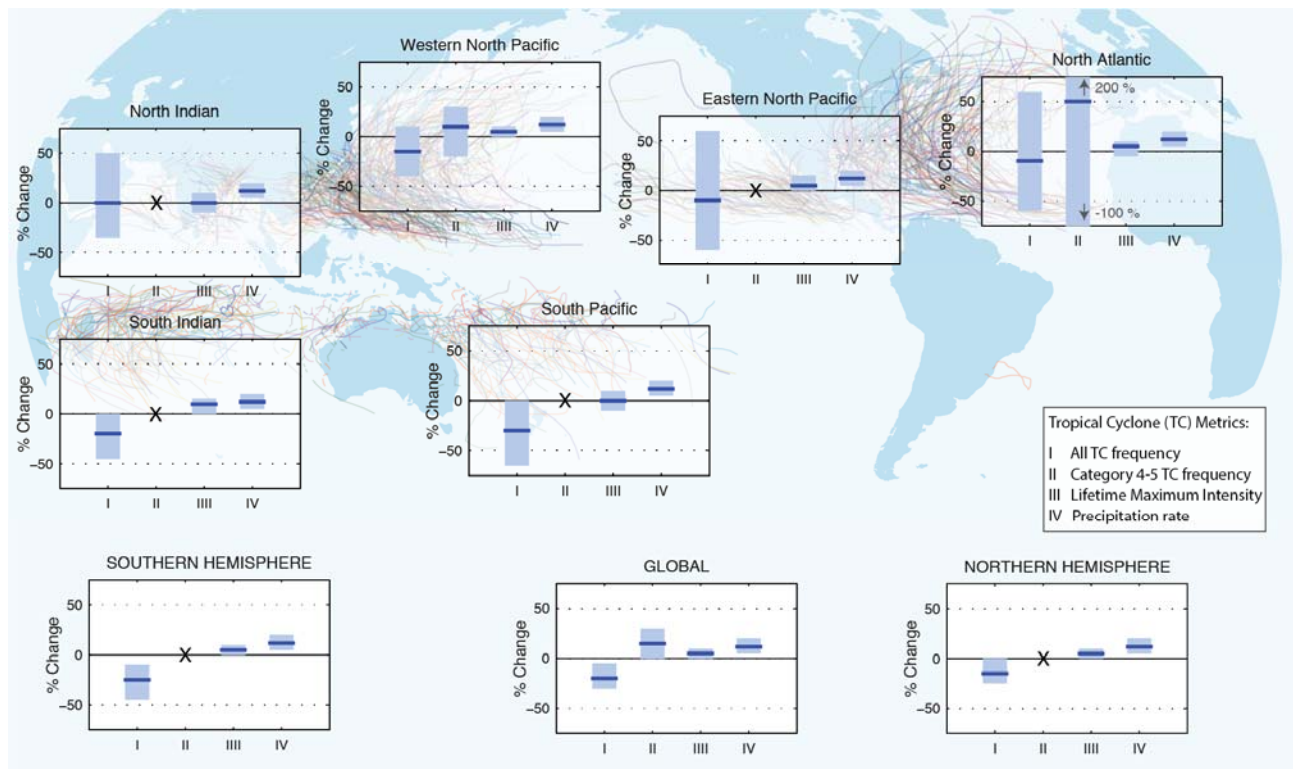 Western North Pacific
% Change
50
0
−50
I II IIII IV
North Atlantic
% Change
50
0
−50
200 %
-100 %
I II IIII IV
North Indian
% Change
50
0
−50
X
I II IIII IV
Eastern North Pacific
% Change
50
0
−50
X
I II IIII IV
South Indian
% Change
50
0
−50
X
I II IIII IV
South Pacific
% Change
50
0
−50
X
I II IIII IV
Tropical Cyclone (TC) Metrics:
I All TC frequency
II Category 4-5 TC frequency
III Lifetime Maximum Intensity
IV Precipitation rate
SOUTHERN HEMISPHERE
% Change
50
0
−50
X
I II IIII IV
GLOBAL
% Change
50
0
−50
I II IIII IV
NORTHERN HEMISPHERE
% Change
50
0
−50
X
I II IIII IV